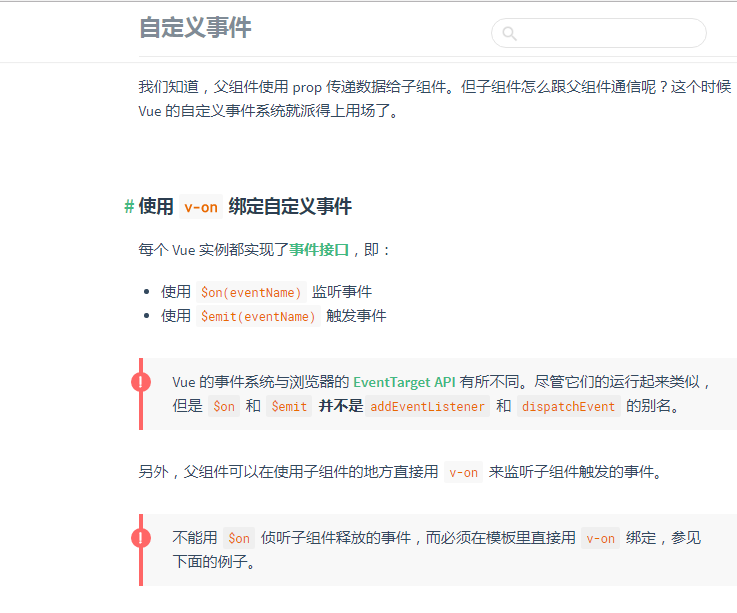 自定义事件
我们知道，父组件使用 prop 传递数据给子组件。但子组件怎么跟父组件通信呢？这个时候
Vue 的自定义事件系统就派得上用场了。
# 使用 v-on 绑定自定义事件
每个 Vue 实例都实现了事件接口，即：
• 使用 $on(eventName) 监听事件
• 使用 $emit(eventName) 触发事件
Vue 的事件系统与浏览器的 EventTarget API 有所不同。尽管它们的运行起来类似，
但是 $on 和 $emit 并不是 addEventListener 和 dispatchEvent 的别名。
另外，父组件可以在使用子组件的地方直接用 v-on 来监听子组件触发的事件。
不能用 $on 侦听子组件释放的事件，而必须在模板里直接用 v-on 绑定，参见
下面的例子。